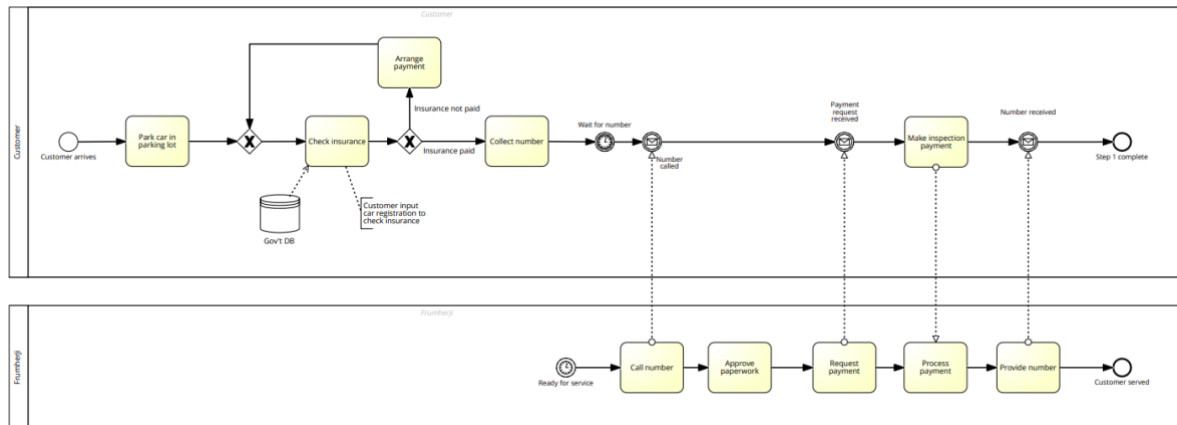 Customer
Customer
Arrange
payment
Insurance not paid
Payment
request
received
Wait for number
Number received
Park car in
parking lot
Check insurance
Collect number
Make inspection
payment
Customer arrives
Insurance paid
Number
called
Step 1 complete
Customer input
car registration to
check insurance
Gov't DB
Frumherji
Frumherji
Call number
Approve
paperwork
Request
payment
Process
payment
Provide number
Ready for service
Customer served